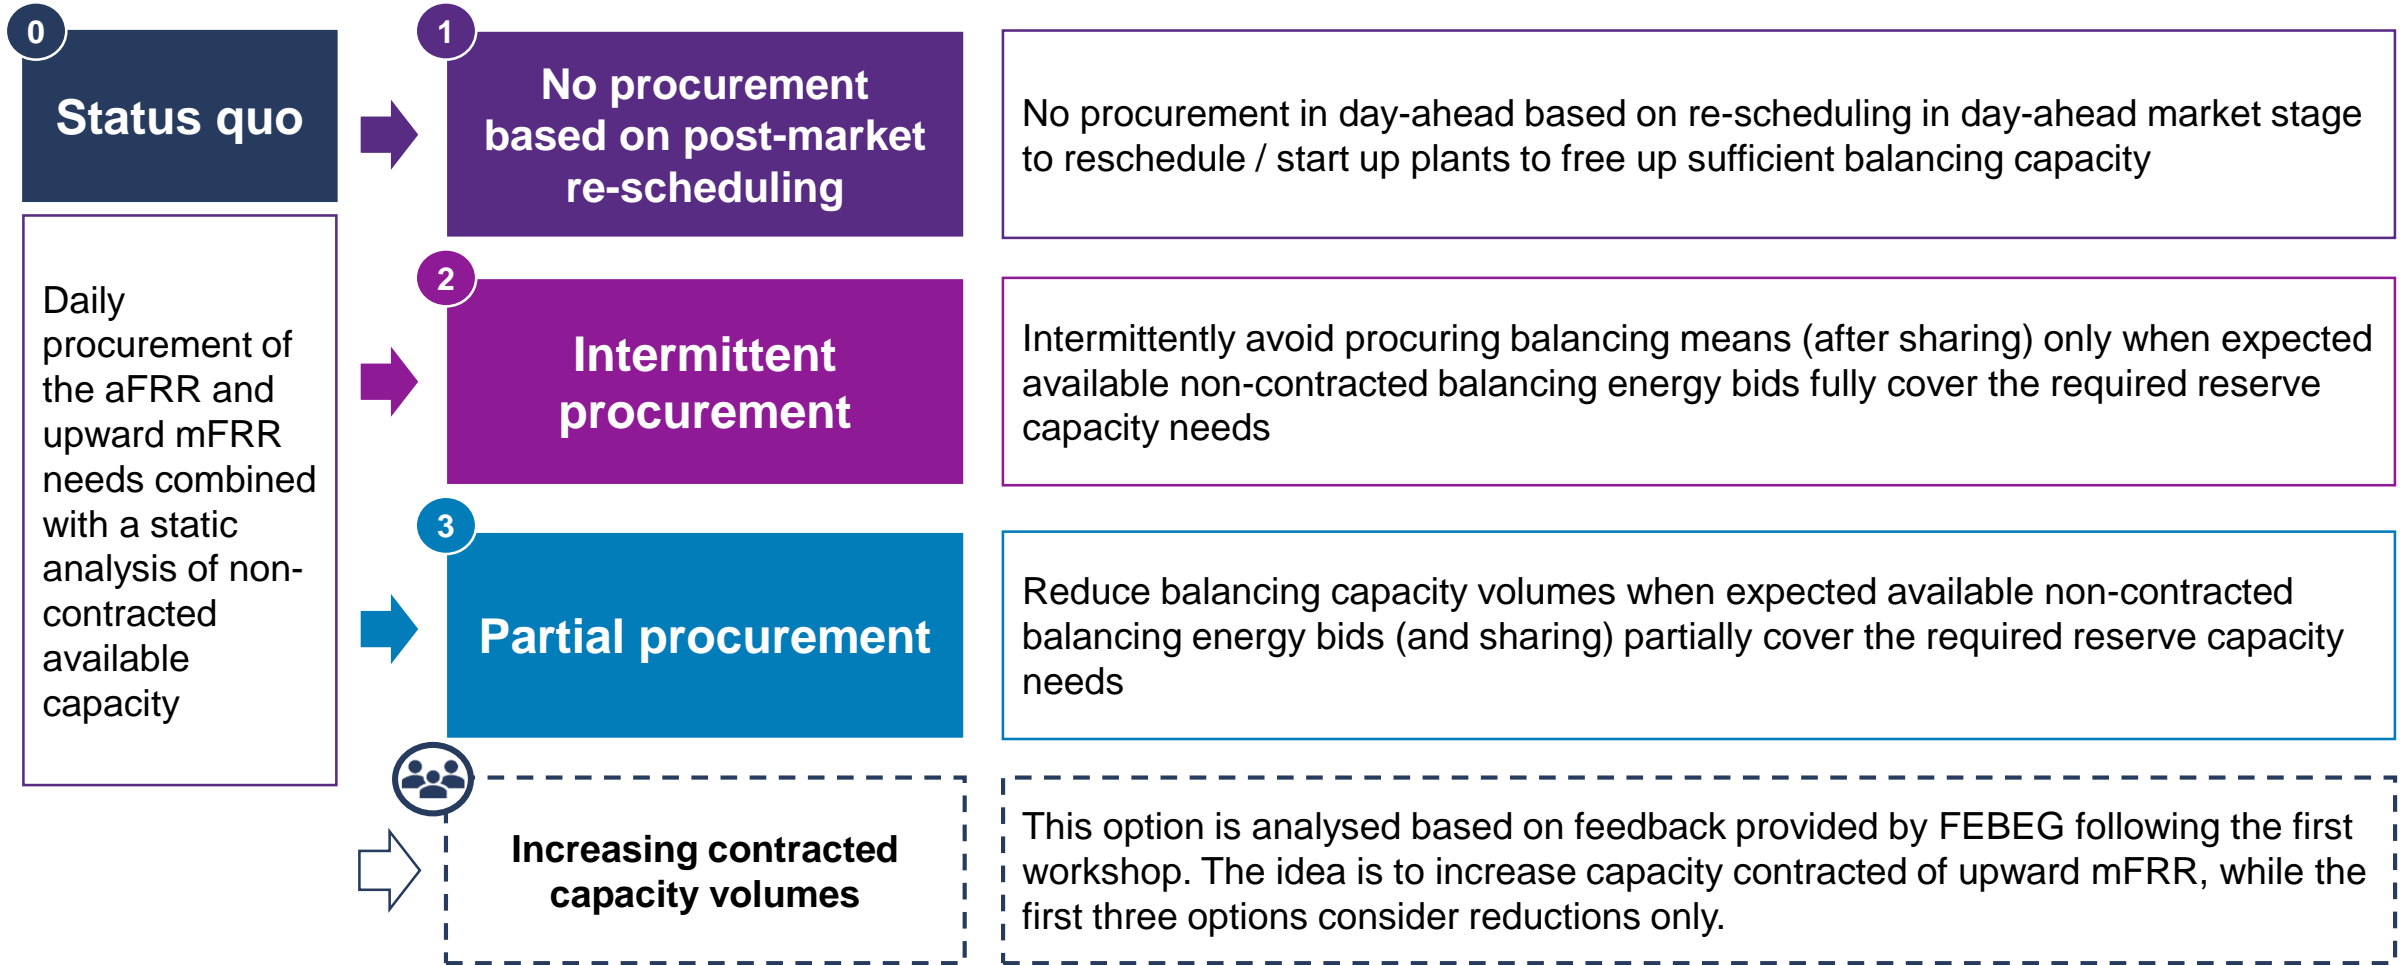 0
Status quo
Daily
procurement of
the aFRR and
upward mFRR
needs combined
with a static
analysis of non-
contracted
available
capacity
1
No procurement
based on post-market
re-scheduling
No procurement in day-ahead based on re-scheduling in day-ahead market stage
to reschedule / start up plants to free up sufficient balancing capacity
2
Intermittent
procurement
Intermittently avoid procuring balancing means (after sharing) only when expected
available non-contracted balancing energy bids fully cover the required reserve
capacity needs
3
Partial procurement
Reduce balancing capacity volumes when expected available non-contracted
balancing energy bids (and sharing) partially cover the required reserve capacity
needs
Increasing contracted
capacity volumes
This option is analysed based on feedback provided by FEBEG following the first
workshop. The idea is to increase capacity contracted of upward mFRR, while the
first three options consider reductions only.